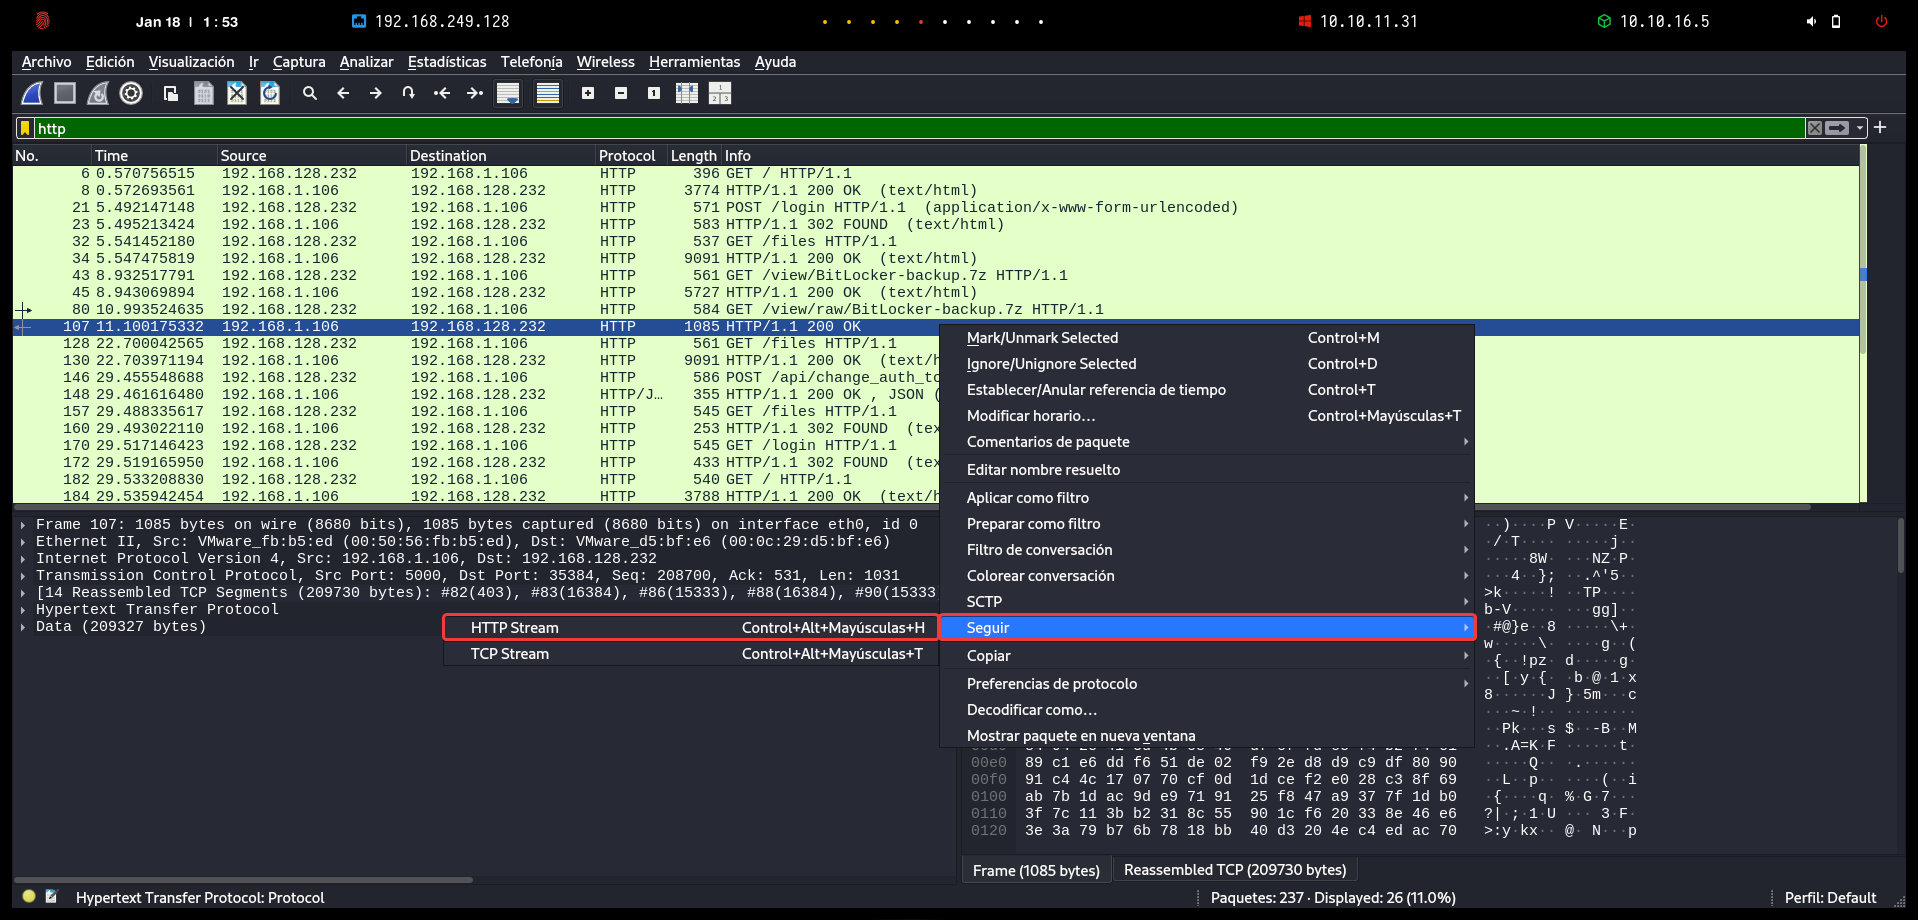 Jan 18 | 1:53 192.168.249.128 10.10.11.31 10.10.16.5
Archivo Edición Visualización Ir Captura Analizar Estadísticas Telefonía Wireless Herramientas Ayuda
http
No. Time Source Destination Protocol Length Info
6 0.570756515 192.168.128.232 192.168.1.106 HTTP 396 GET / HTTP/1.1
8 0.572693561 192.168.1.106 192.168.128.232 HTTP 3774 HTTP/1.1 200 OK (text/html)
21 5.492147148 192.168.128.232 192.168.1.106 HTTP 571 POST /login HTTP/1.1 (application/x-www-form-urlencoded)
23 5.495213424 192.168.1.106 192.168.128.232 HTTP 583 HTTP/1.1 302 FOUND (text/html)
32 5.541452180 192.168.128.232 192.168.1.106 HTTP 537 GET /files HTTP/1.1
34 5.547475819 192.168.1.106 192.168.128.232 HTTP 9091 HTTP/1.1 200 OK (text/html)
43 8.932517791 192.168.128.232 192.168.1.106 HTTP 561 GET /view/BitLocker-backup.7z HTTP/1.1
45 8.943069894 192.168.1.106 192.168.128.232 HTTP 5727 HTTP/1.1 200 OK (text/html)
80 10.993524635 192.168.128.232 192.168.1.106 HTTP 584 GET /view/raw/BitLocker-backup.7z HTTP/1.1
107 11.100175332 192.168.1.106 192.168.128.232 HTTP 1085 HTTP/1.1 200 OK
128 22.700042565 192.168.128.232 192.168.1.106 HTTP 561 GET /files HTTP/1.1
130 22.703971194 192.168.1.106 192.168.128.232 HTTP 9091 HTTP/1.1 200 OK (text/h
146 29.455548688 192.168.128.232 192.168.1.106 HTTP 586 POST /api/change_auth_to
148 29.461616480 192.168.1.106 192.168.128.232 HTTP/J… 355 HTTP/1.1 200 OK , JSON (
157 29.488335617 192.168.128.232 192.168.1.106 HTTP 545 GET /files HTTP/1.1
160 29.493022110 192.168.1.106 192.168.128.232 HTTP 253 HTTP/1.1 302 FOUND (tex
170 29.517146423 192.168.128.232 192.168.1.106 HTTP 545 GET /login HTTP/1.1
172 29.519165950 192.168.1.106 192.168.128.232 HTTP 433 HTTP/1.1 302 FOUND (tex
182 29.533208830 192.168.128.232 192.168.1.106 HTTP 540 GET / HTTP/1.1
184 29.535942454 192.168.1.106 192.168.128.232 HTTP 3788 HTTP/1.1 200 OK (text/h
Mark/Unmark Selected Control+M
Ignore/Unignore Selected Control+D
Establecer/Anular referencia de tiempo Control+T
Modificar horario… Control+Mayúsculas+T
Comentarios de paquete
Editar nombre resuelto
Aplicar como filtro
Preparar como filtro
Filtro de conversación
Colorear conversación
SCTP
Seguir
Copiar
Preferencias de protocolo
Decodificar como…
Mostrar paquete en nueva ventana
HTTP Stream Control+Alt+Mayúsculas+H
TCP Stream Control+Alt+Mayúsculas+T
Frame 107: 1085 bytes on wire (8680 bits), 1085 bytes captured (8680 bits) on interface eth0, id 0
Ethernet II, Src: VMware_fb:b5:ed (00:50:56:fb:b5:ed), Dst: VMware_d5:bf:e6 (00:0c:29:d5:bf:e6)
Internet Protocol Version 4, Src: 192.168.1.106, Dst: 192.168.128.232
Transmission Control Protocol, Src Port: 5000, Dst Port: 35384, Seq: 208700, Ack: 531, Len: 1031
[14 Reassembled TCP Segments (209730 bytes): #82(403), #83(16384), #86(15333), #88(16384), #90(15333
Hypertext Transfer Protocol
Data (209327 bytes)
··)····PV·····E·
/·T·······j··
·····8W···NZ·P·
···4··};··.^'5··
>k·····!··TP····
b-V·········gg]··
·#@}e··8······\+·
w·····\······g··(
·{··!pz··d·····g·
··[·y·{···b·@·1·x
8······J·}·5m···c
···~·!··········
··Pk···s·$··-B··M
··.A=K·F·······t·
·····Q···.······
··L··p······(··i
·{····q··%·G·7···
?|·;·1·U·····3·F·
>:y·kx··@··N···p
00e0 89 c1 e6 dd f6 51 de 02 f9 2e d8 d9 c9 df 80 90
00f0 91 c4 4c 17 07 70 cf 0d 1d ce f2 e0 28 c3 8f 69
0100 ab 7b 1d ac 9d e9 71 91 25 f8 47 a9 37 7f 1d b0
0110 3f 7c 11 3b b2 31 8c 55 90 1c f6 20 33 8e 46 e6
0120 3e 3a 79 b7 6b 78 18 bb 40 d3 20 4e c4 ed ac 70
Frame (1085 bytes) Reassembled TCP (209730 bytes)
Hypertext Transfer Protocol: Protocol Paquetes: 237 · Displayed: 26 (11.0%) Perfil: Default